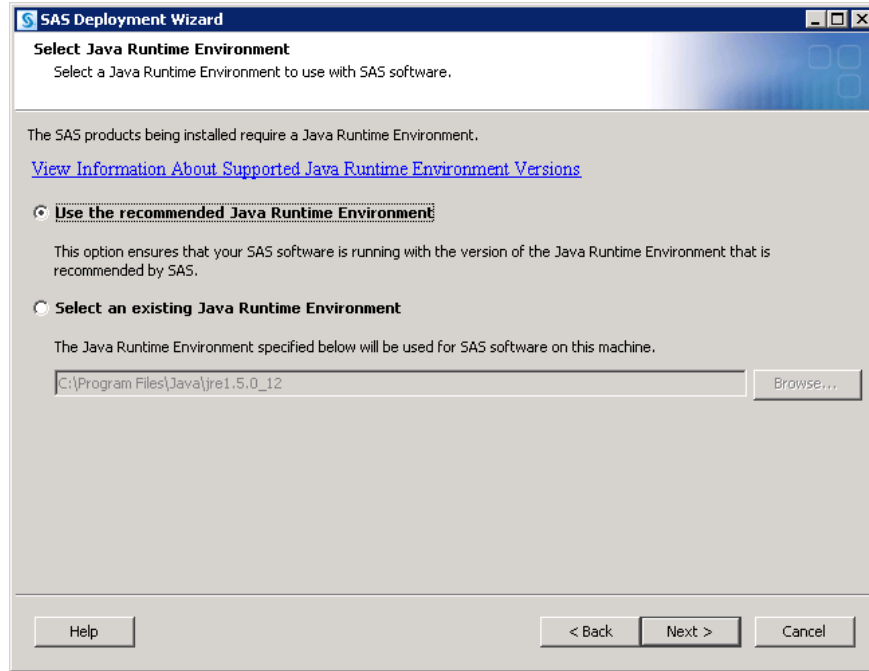 SAS Deployment Wizard
Select Java Runtime Environment
Select a Java Runtime Environment to use with SAS software.
The SAS products being installed require a Java Runtime Environment.
View Information About Supported Java Runtime Environment Versions
Use the recommended Java Runtime Environment
This option ensures that your SAS software is running with the version of the Java Runtime Environment that is
recommended by SAS.
Select an existing Java Runtime Environment
The Java Runtime Environment specified below will be used for SAS software on this machine.
C:\Program Files\Java\jre1.5.0_12
Browse...
Help
< Back
Next >
Cancel